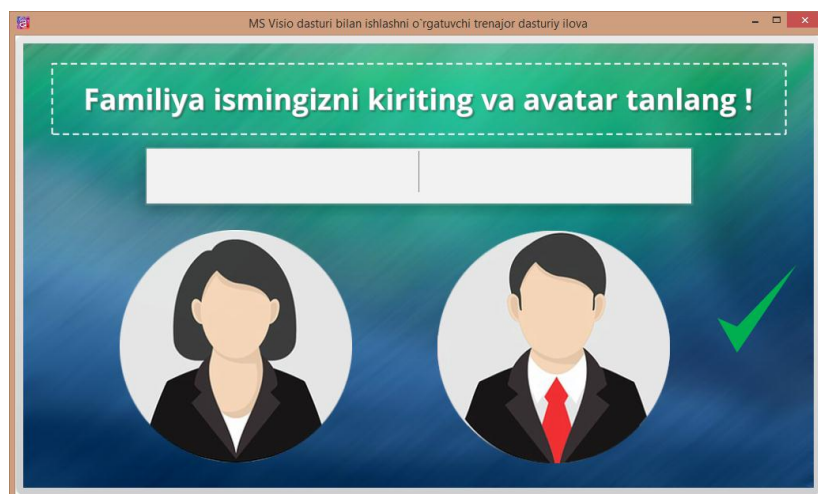 MS Visio dasturi bilan ishlashni o`rgatuvchi trenajor dasturiy ilova
Familiya ismingizni kiriting va avatar tanlang !